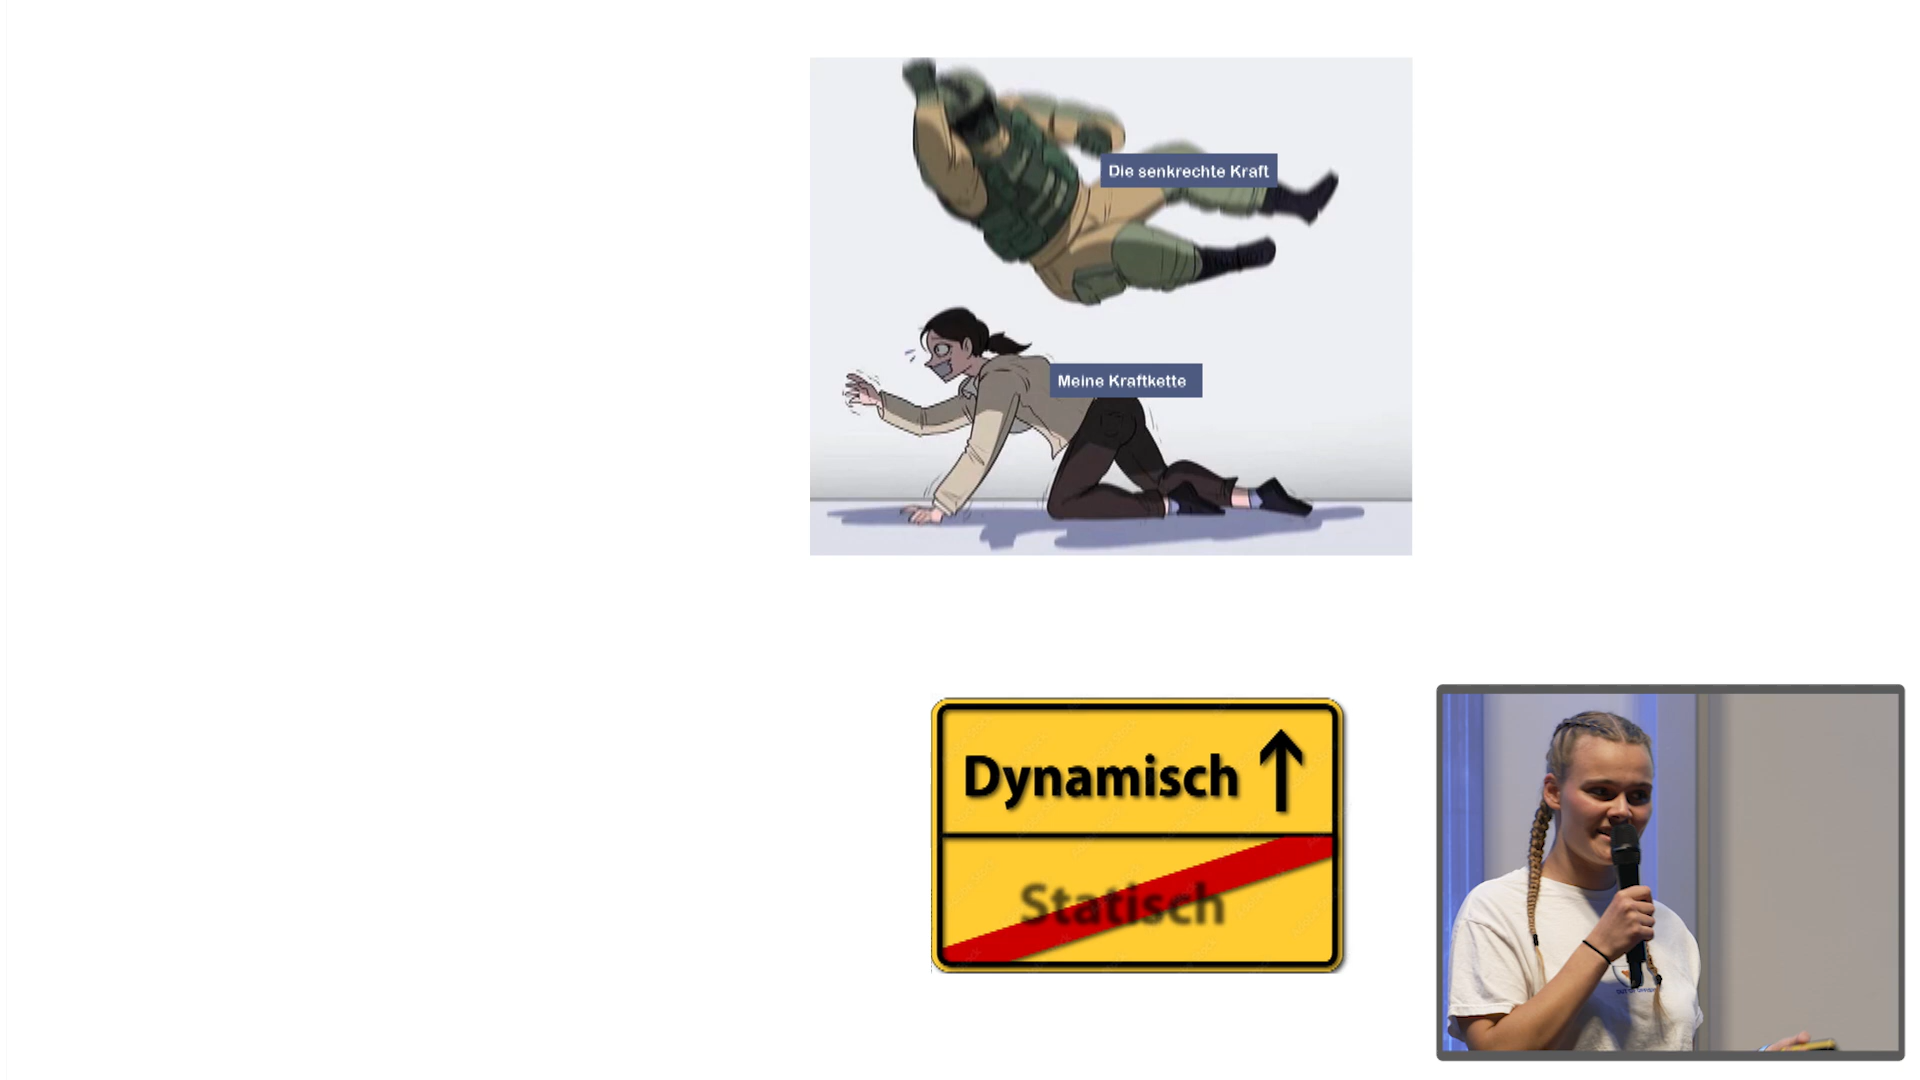 Die senkrechte Kraft
Meine Kraftkette
Dynamisch ↑
Statisch